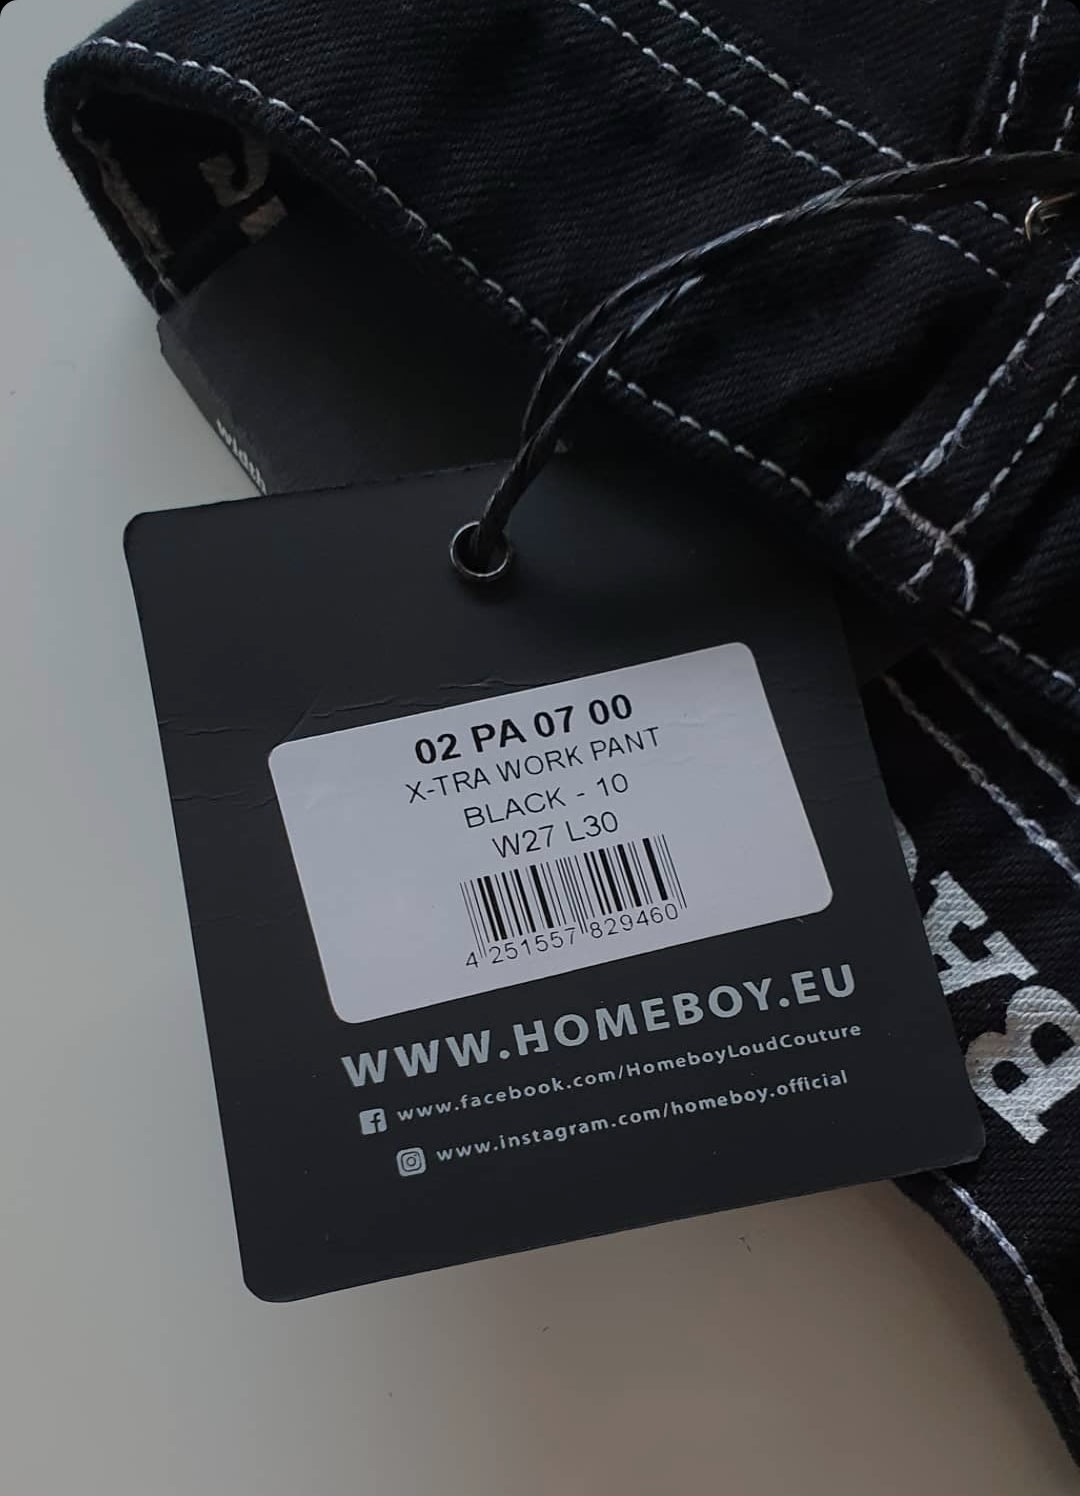 width
02 PA 07 00
X-TRA WORK PANT
BLACK - 10
W27 L30
4 251557 829460
WWW.HOMEBOY.EU
www.facebook.com/HomeboyLoudCouture
www.instagram.com/homeboy.official